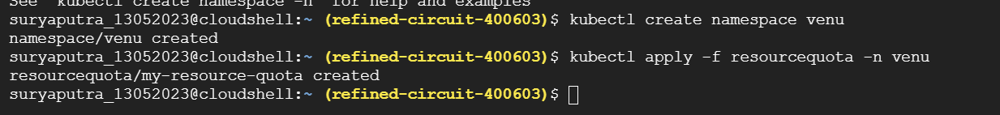 See 'kubectl create namespace -h' for help and examples
suryaputra_13052023@cloudshell:~ (refined-circuit-400603)$ kubectl create namespace venu
namespace/venu created
suryaputra_13052023@cloudshell:~ (refined-circuit-400603)$ kubectl apply -f resourcequota -n venu
resourcequota/my-resource-quota created
suryaputra_13052023@cloudshell:~ (refined-circuit-400603)$